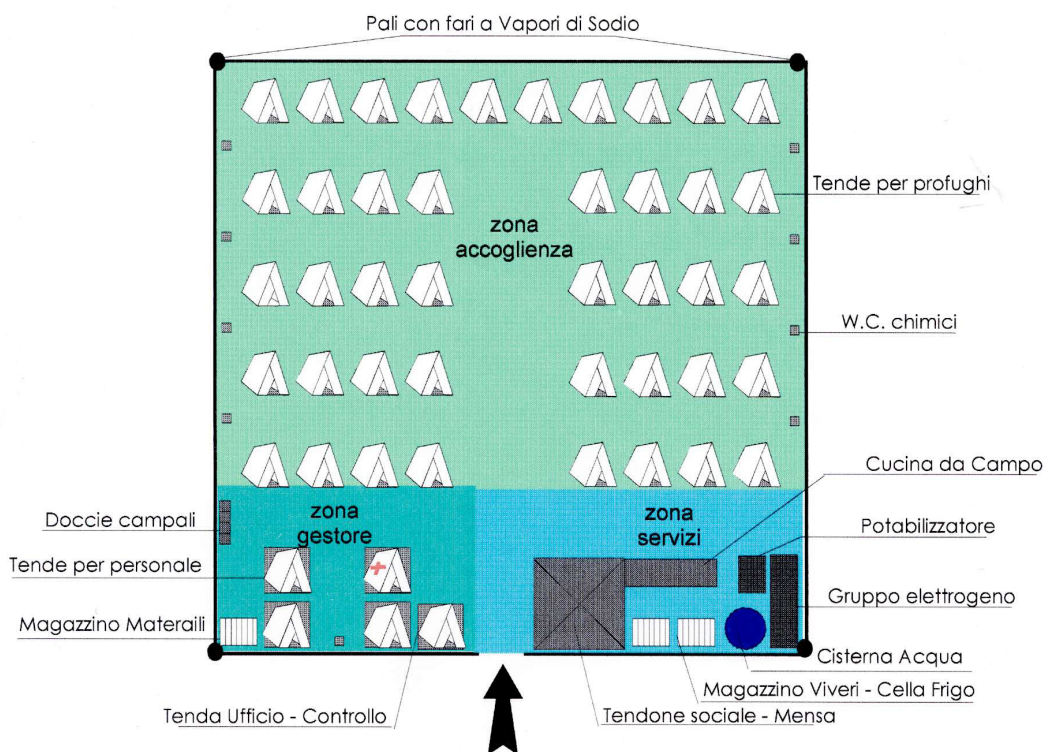 Pali con fari a Vapori di Sodio
Tende per profughi
zona
accoglienza
W.C. chimici
Cucina da Campo
zona
gestore
zona
servizi
Doccie campali
Potabilizzatore
Tende per personale
Gruppo elettrogeno
Magazzino Materaili
Cisterna Acqua
Magazzino Viveri - Cella Frigo
Tenda Ufficio - Controllo
Tendone sociale - Mensa